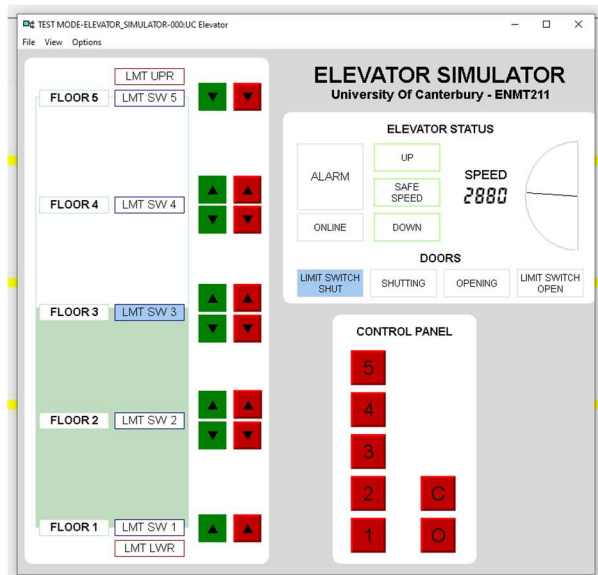 TEST MODE-ELEVATOR_SIMULATOR-000:UC Elevator
File View Options
LMT UPR
FLOOR 5 LMT SW 5
FLOOR 4 LMT SW 4
FLOOR 3 LMT SW 3
FLOOR 2 LMT SW 2
FLOOR 1 LMT SW 1
LMT LWR
ELEVATOR SIMULATOR
University Of Canterbury - ENMT211
ELEVATOR STATUS
ALARM
UP
SAFE
SPEED
ONLINE
DOWN
SPEED
2880
DOORS
LIMIT SWITCH
SHUT
SHUTTING
OPENING
LIMIT SWITCH
OPEN
CONTROL PANEL
5
4
3
2 C
1 O